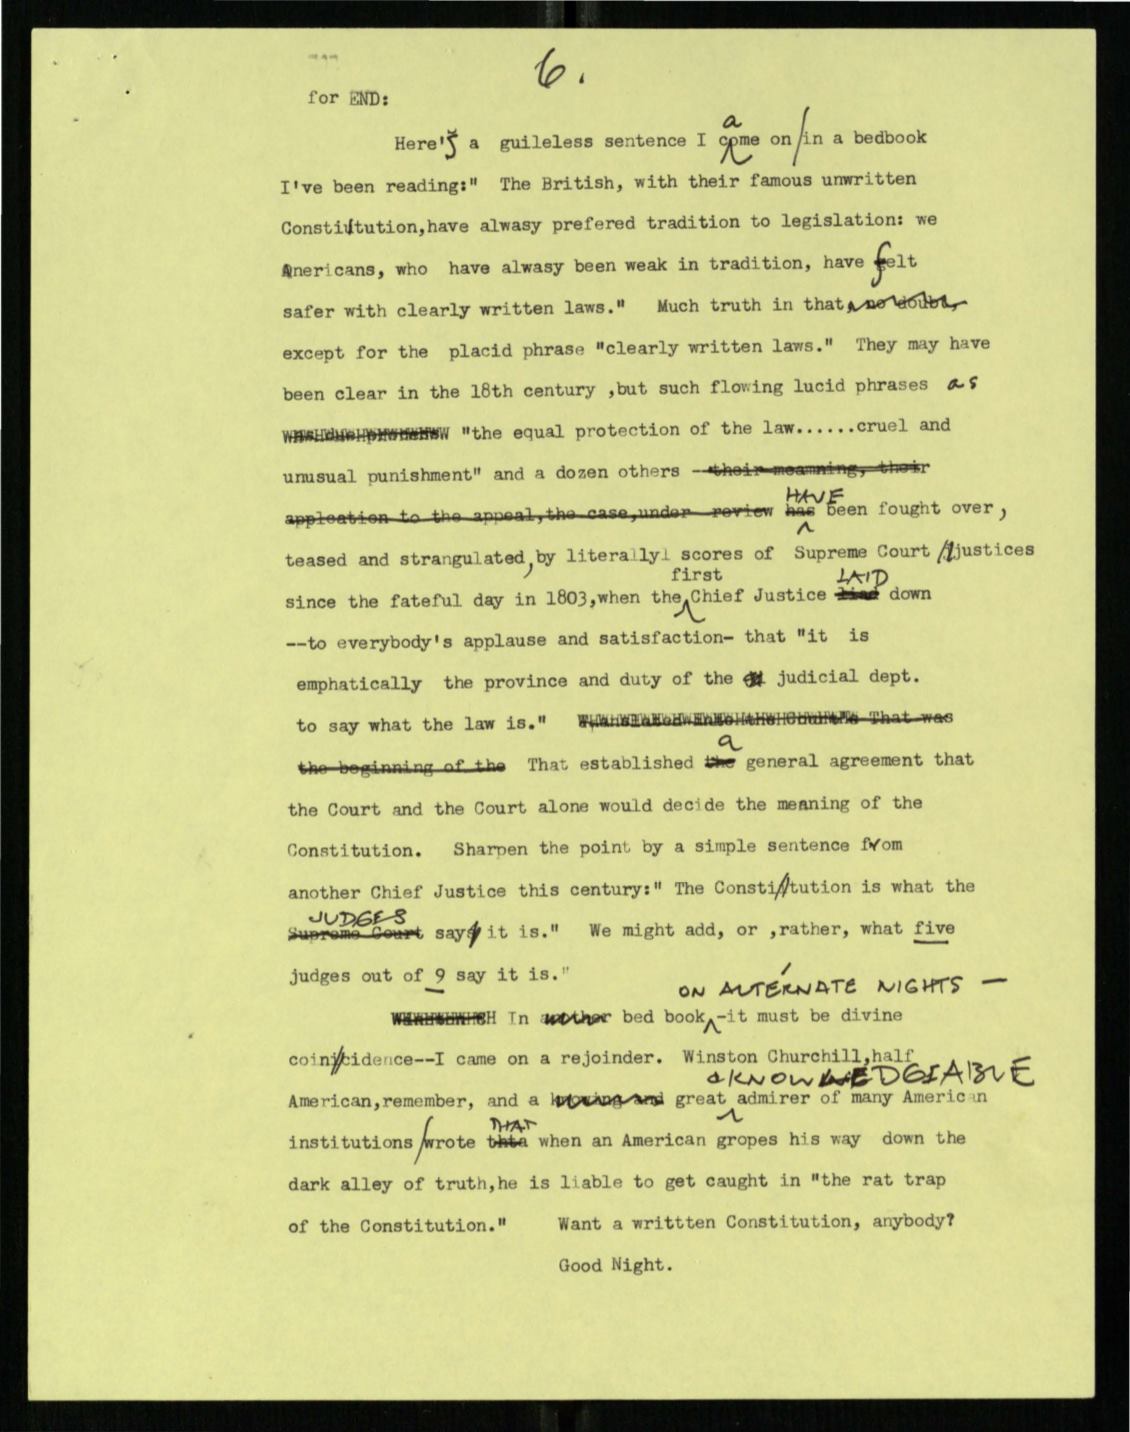 6.
for END:
Here's a guileless sentence I came on/in a bedbook
I've been reading:" The British, with their famous unwritten
Constitution,have alwasy prefered tradition to legislation: we
Americans, who have alwasy been weak in tradition, have felt
safer with clearly written laws." Much truth in that, no doubt,
except for the placid phrase "clearly written laws." They may have
been clear in the 18th century ,but such flowing lucid phrases as
"the equal protection of the law......cruel and
unusual punishment" and a dozen others --their meamning, their
appleation to the appeal,the case,under review has HAVE been fought over,
teased and strangulated, by literallyl scores of Supreme Court justices
first LAID
since the fateful day in 1803,when the Chief Justice down
--to everybody's applause and satisfaction- that "it is
emphatically the province and duty of the judicial dept.
to say what the law is." That was
a
the beginning of the That established the general agreement that
the Court and the Court alone would decide the meaning of the
Constitution. Sharpen the point by a simple sentence from
another Chief Justice this century:" The Constitution is what the
JUDGES
Supreme Court say it is." We might add, or ,rather, what five
judges out of 9 say it is."
ON ALTERNATE NIGHTS —
In another bed book -it must be divine
coincidence--I came on a rejoinder. Winston Churchill,half
a KNOWLEDGEABLE
American,remember, and a knowing and great admirer of many American
THAT
institutions/wrote thta when an American gropes his way down the
dark alley of truth,he is liable to get caught in "the rat trap
of the Constitution." Want a writtten Constitution, anybody?
Good Night.